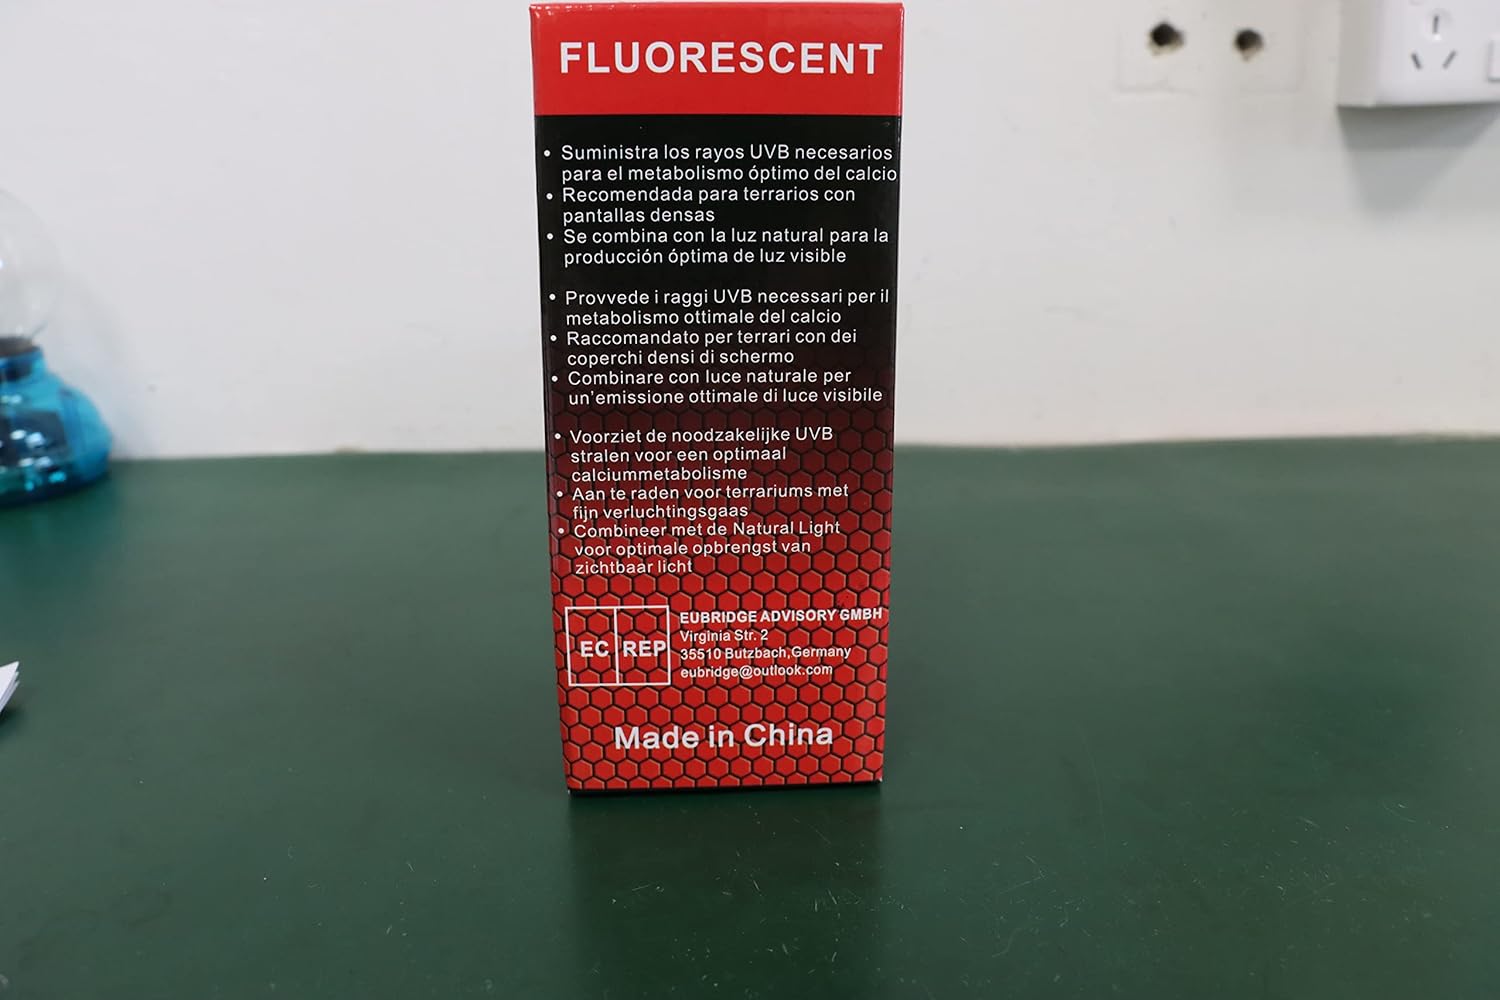 FLUORESCENT
• Suministra los rayos UVB necesarios
para el metabolismo óptimo del calcio
• Recomendada para terrarios con
pantallas densas
• Se combina con la luz natural para la
producción óptima de luz visible
• Provvede i raggi UVB necessari per il
metabolismo ottimale del calcio
• Raccomandato per terrari con dei
coperchi densi di schermo
• Combinare con luce naturale per
un'emissione ottimale di luce visibile
• Voorziet de noodzakelijke UVB
stralen voor een optimaal
calciummetabolisme
• Aan te raden voor terrariums met
fijn verluchtingsgaas
• Combineer met de Natural Light
voor optimale opbrengst van
zichtbaar licht
EC REP
EUBRIDGE ADVISORY GMBH
Virginia Str. 2
35510 Butzbach,Germany
eubridge@outlook.com
Made in China